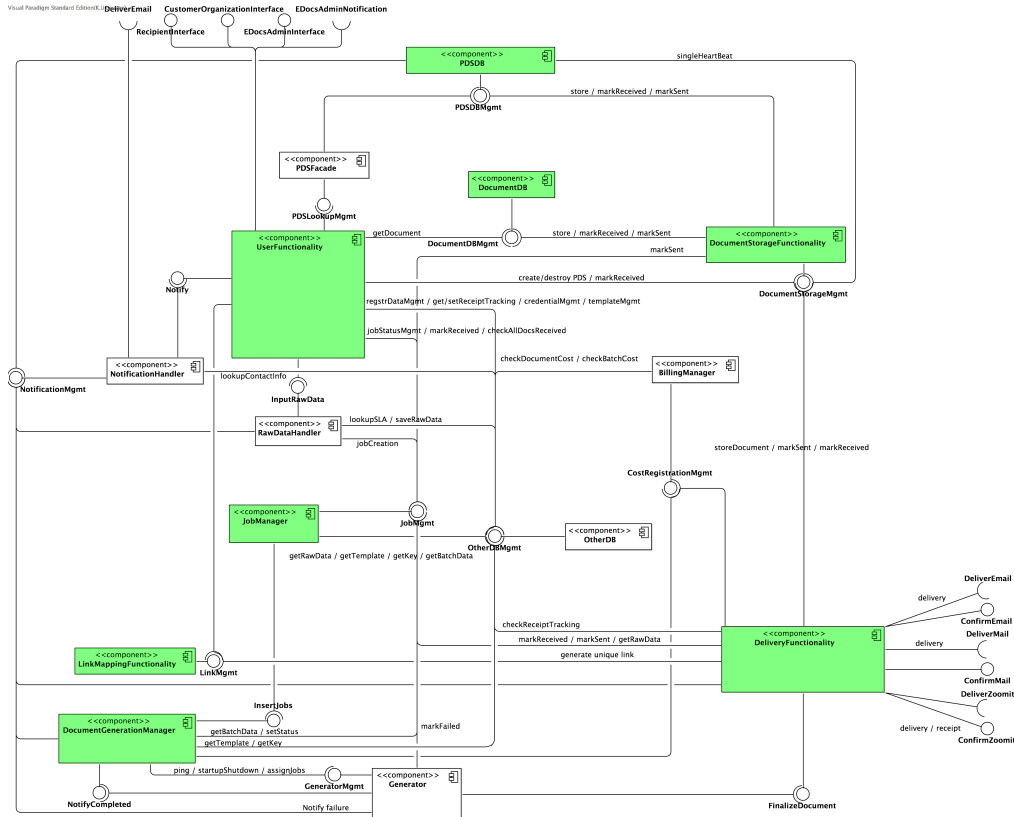 Visual Paradigm Standard Edition(K.U.
DeliverEmail
CustomerOrganizationInterface
EDocsAdminNotification
RecipientInterface
EDocsAdminInterface
<<component>>
PDSDB
singleHeartBeat
store / markReceived / markSent
PDSDBMgmt
<<component>>
PDSFacade
<<component>>
DocumentDB
PDSLookupMgmt
<<component>>
UserFunctionality
getDocument
DocumentDBMgmt
store / markReceived / markSent
<<component>>
DocumentStorageFunctionality
markSent
create/destroy PDS / markReceived
Notify
DocumentStorageMgmt
regstrDataMgmt / get/setReceiptTracking / credentialMgmt / templateMgmt
jobStatusMgmt / markReceived / checkAllDocsReceived
<<component>>
NotificationHandler
checkDocumentCost / checkBatchCost
<<component>>
BillingManager
NotificationMgmt
lookupContactInfo
InputRawData
<<component>>
RawDataHandler
lookupSLA / saveRawData
jobCreation
storeDocument / markSent / markReceived
CostRegistrationMgmt
<<component>>
JobManager
JobMgmt
<<component>>
OtherDB
OtherDBMgmt
getRawData / getTemplate / getKey / getBatchData
DeliverEmail
delivery
ConfirmEmail
checkReceiptTracking
<<component>>
DeliveryFunctionality
DeliverMail
markReceived / markSent / getRawData
delivery
generate unique link
<<component>>
LinkMappingFunctionality
LinkMgmt
ConfirmMail
DeliverZoomit
InsertJobs
<<component>>
DocumentGenerationManager
markFailed
delivery / receipt
getBatchData / setStatus
ConfirmZoomit
getTemplate / getKey
ping / startupShutdown / assignJobs
<<component>>
Generator
GeneratorMgmt
NotifyCompleted
FinalizeDocument
Notify failure